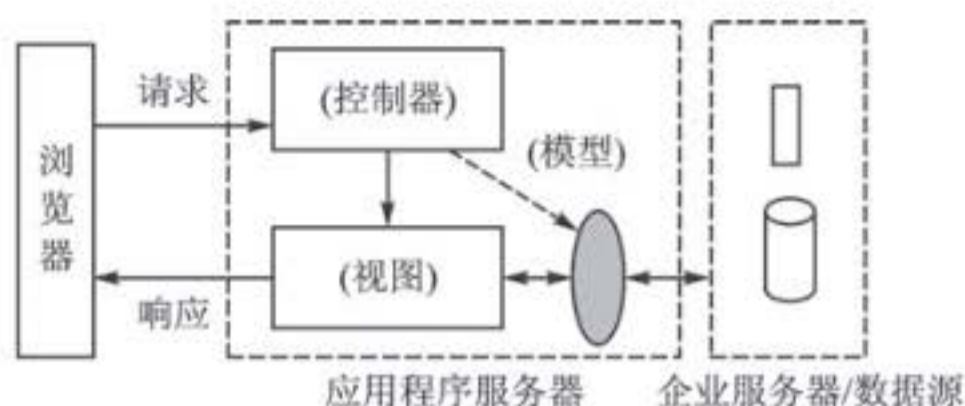 浏览器
请求
(控制器)
(模型)
(视图)
响应
应用程序服务器
企业服务器/数据源